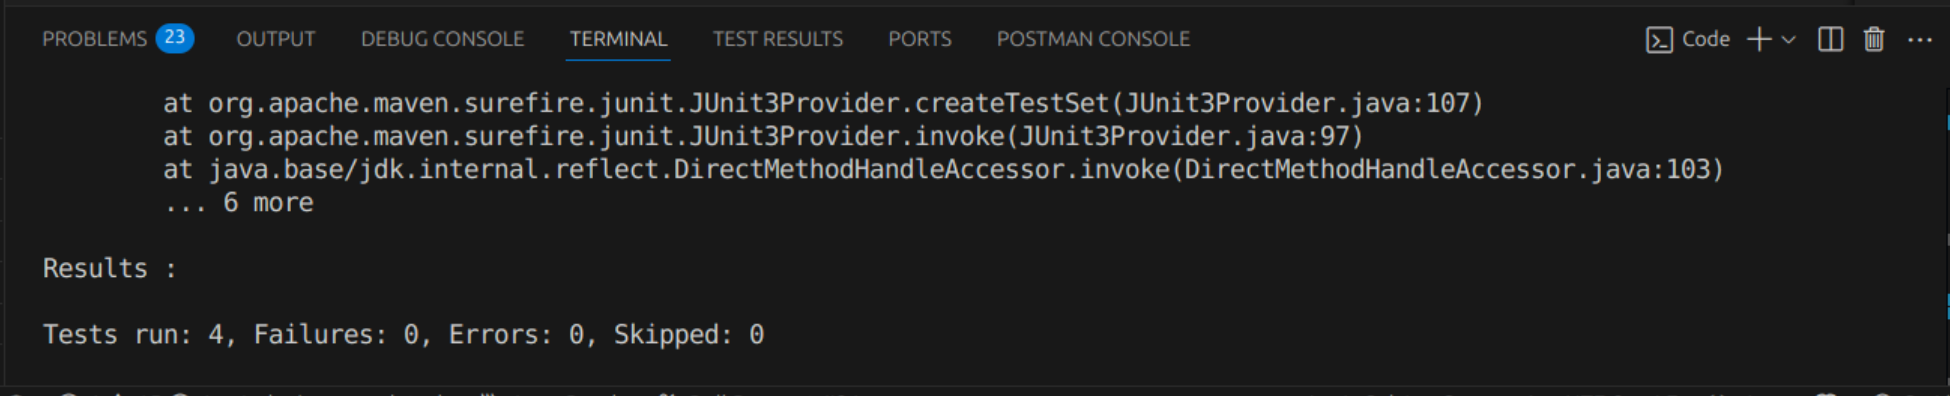 PROBLEMS 23 OUTPUT DEBUG CONSOLE TERMINAL TEST RESULTS PORTS POSTMAN CONSOLE Code
at org.apache.maven.surefire.junit.JUnit3Provider.createTestSet(JUnit3Provider.java:107)
at org.apache.maven.surefire.junit.JUnit3Provider.invoke(JUnit3Provider.java:97)
at java.base/jdk.internal.reflect.DirectMethodHandleAccessor.invoke(DirectMethodHandleAccessor.java:103)
... 6 more
Results :
Tests run: 4, Failures: 0, Errors: 0, Skipped: 0